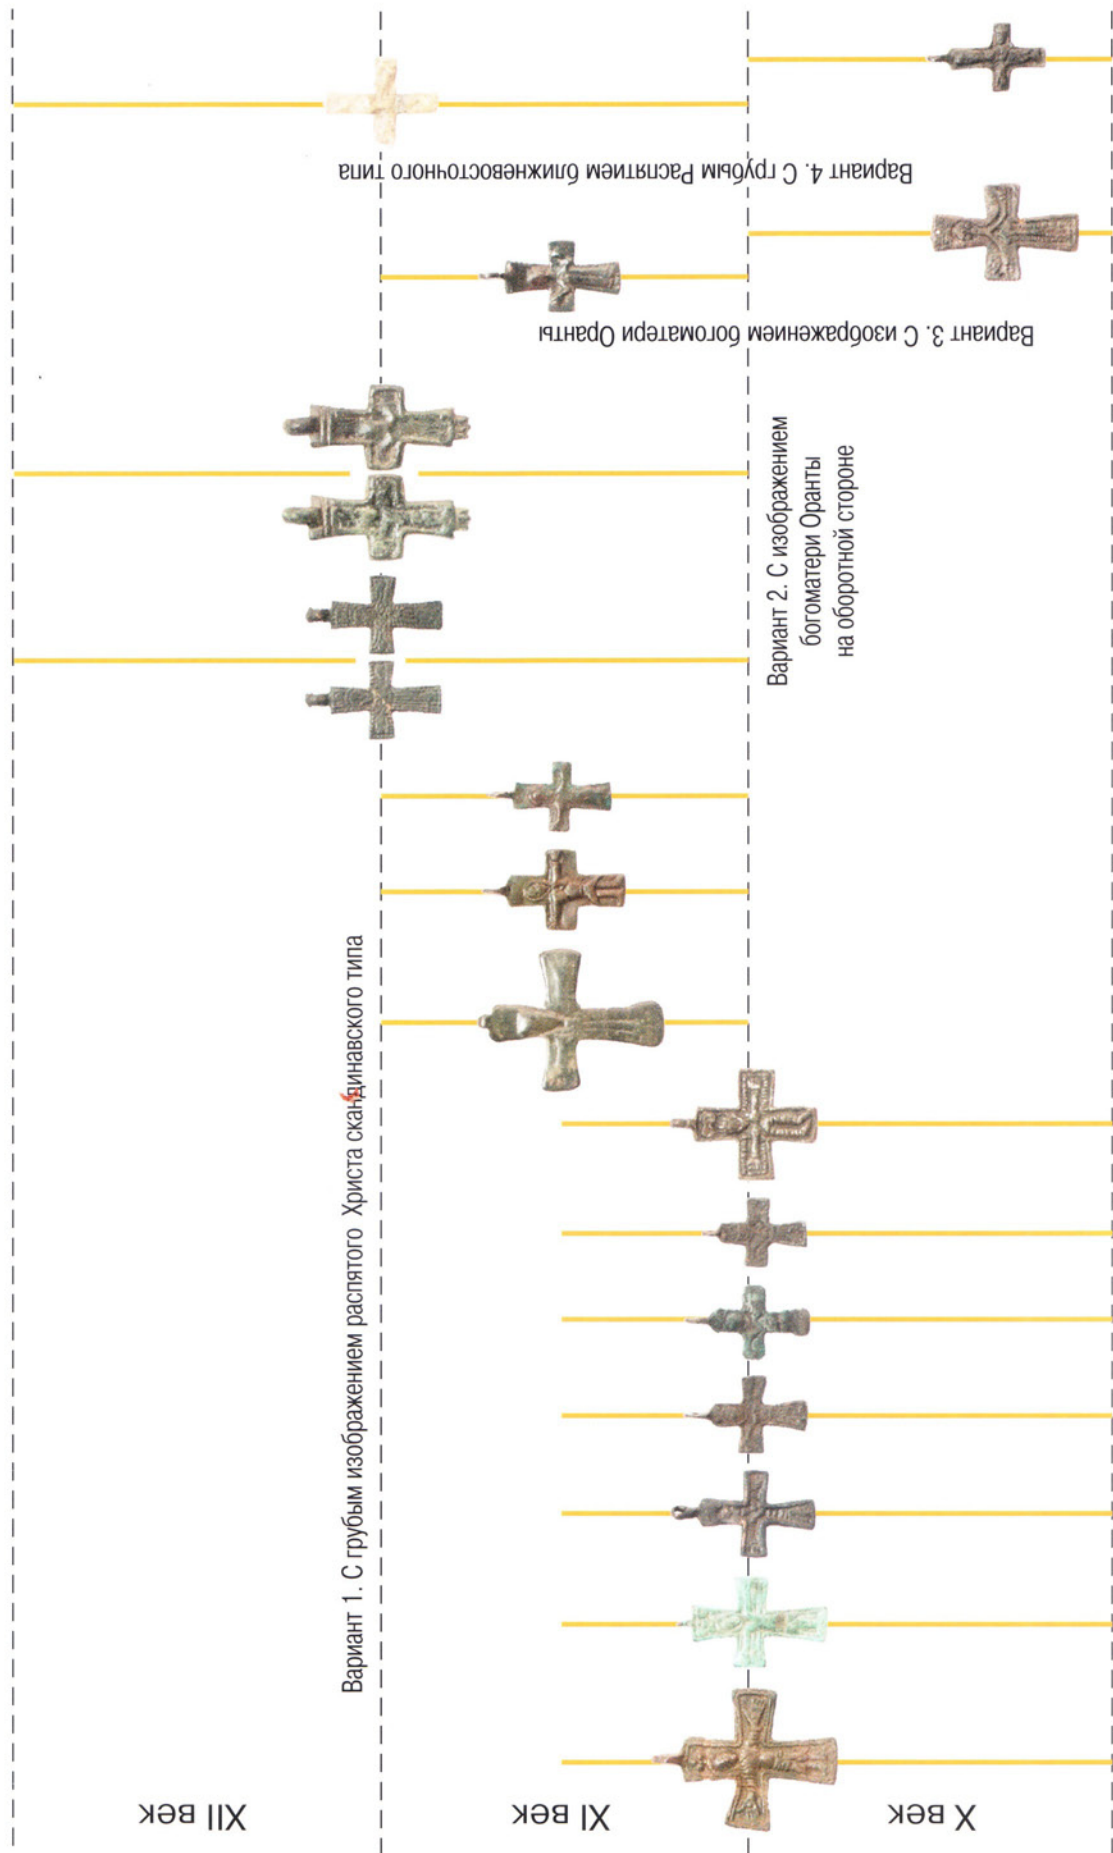 Вариант 4. С грубым Распятием ближневосточного типа
Вариант 3. С изображением богоматери Оранты
Вариант 2. С изображением
богоматери Оранты
на оборотной стороне
Вариант 1. С грубым изображением распятого Христа скандинавского типа
XII век
XI век
X век